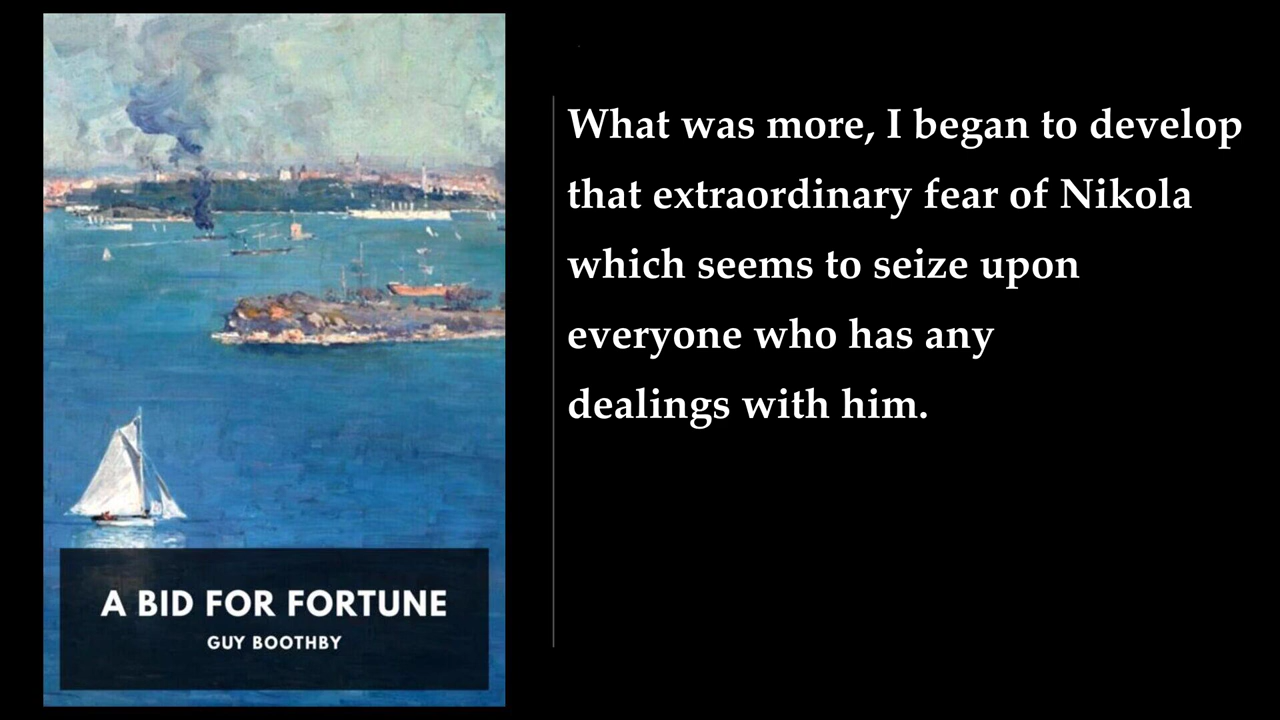 What was more, I began to develop
that extraordinary fear of Nikola
which seems to seize upon
everyone who has any
dealings with him.
A BID FOR FORTUNE
GUY BOOTHBY